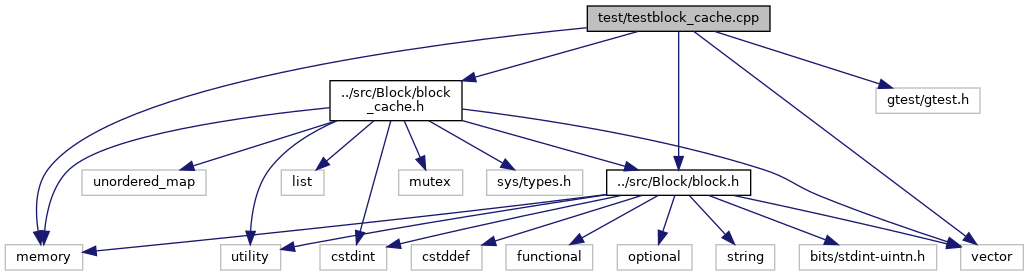 test/testblock_cache.cpp
../src/Block/block
_cache.h
gtest/gtest.h
unordered_map
list
mutex
sys/types.h
../src/Block/block.h
memory
utility
cstdint
cstddef
functional
optional
string
bits/stdint-uintn.h
vector